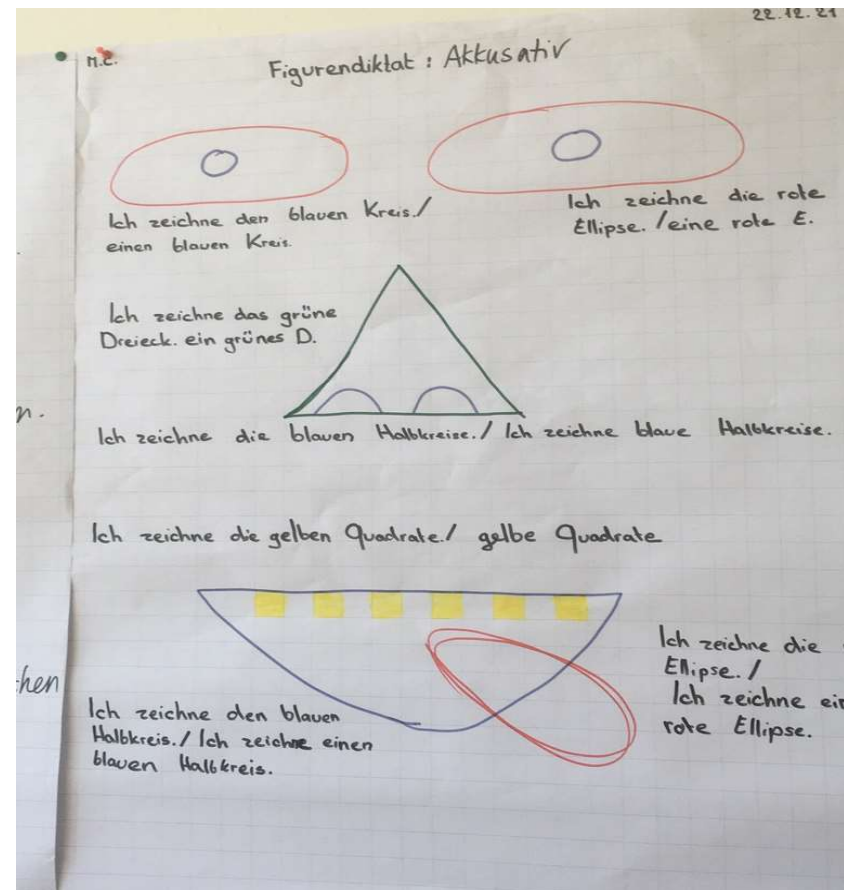 22.12.21
n.c.
Figurendiktat : Akkusativ
Ich zeichne den blauen Kreis./
einen blauen Kreis.
Ich zeichne die rote
Ellipse. / eine rote E.
Ich zeichne das grüne
Dreieck. ein grünes D.
n.
Ich zeichne die blauen Halbkreise./ Ich zeichne blaue Halbkreise.
Ich zeichne die gelben Quadrate./ gelbe Quadrate
Ich zeichne die
Ellipse. /
Ich zeichne ein
rote Ellipse.
chen
Ich zeichne den blauen
Halbkreis./ Ich zeichne einen
blauen Halbkreis.